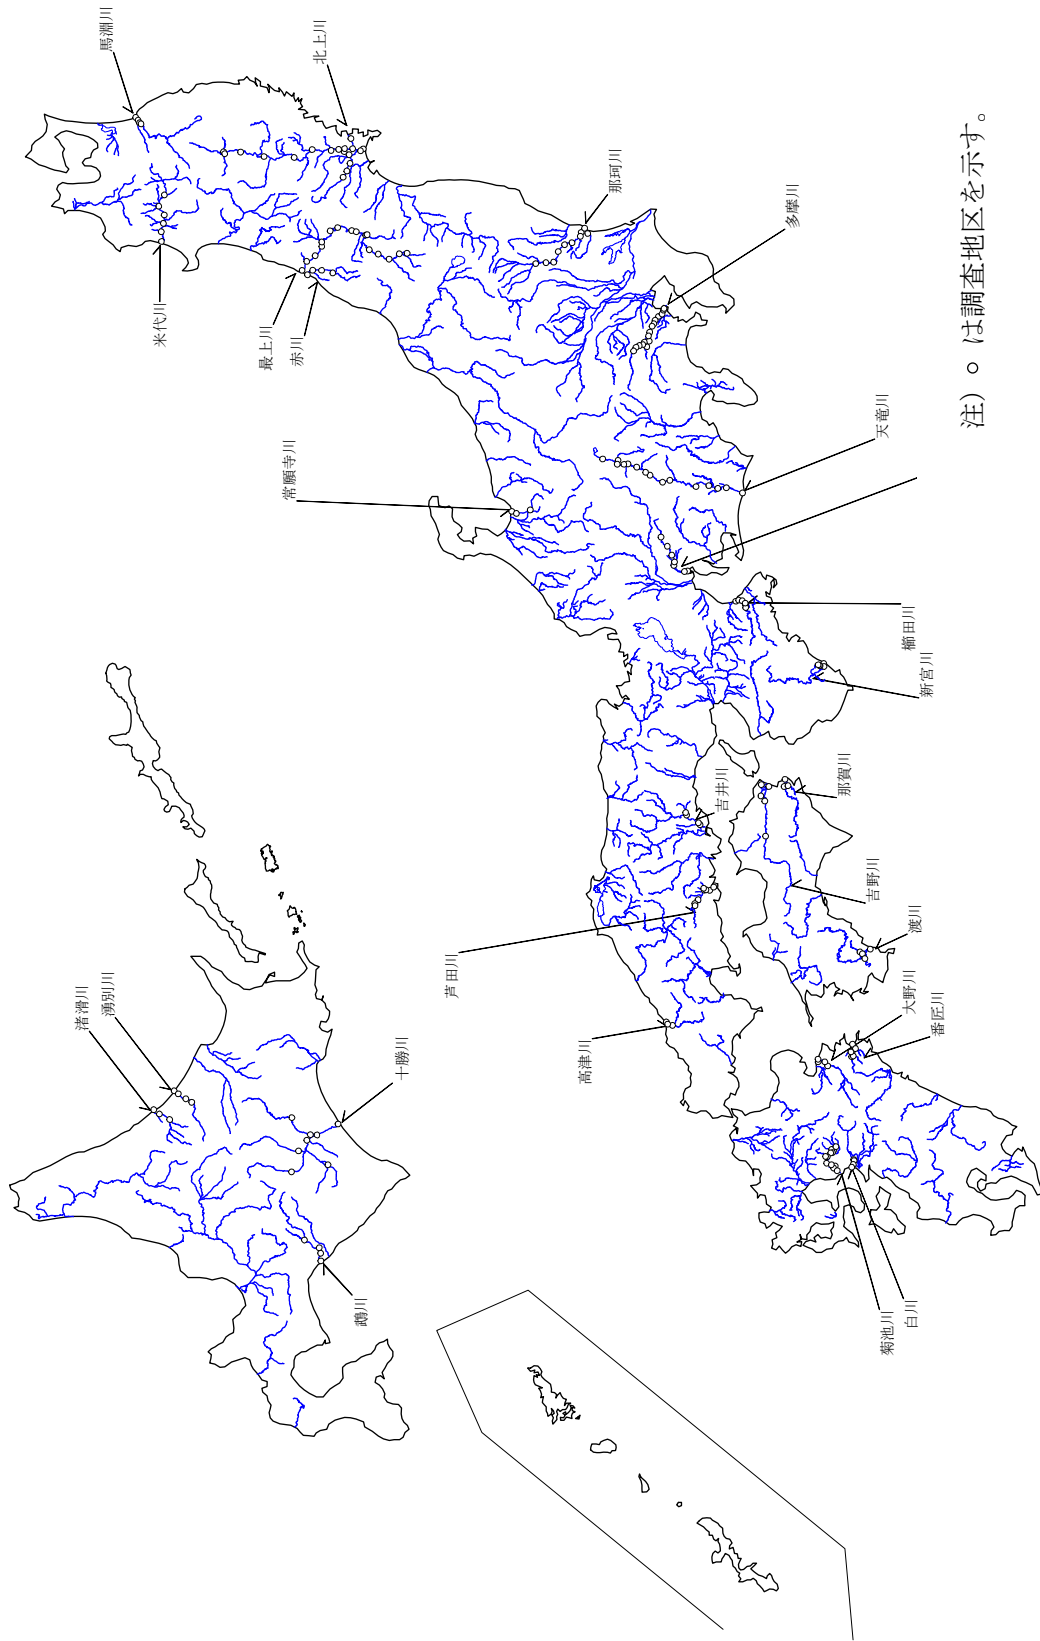 渚滑川
湧別川
十勝川
鵡川
馬淵川
北上川
米代川
最上川
赤川
那珂川
多摩川
常願寺川
天竜川
櫛田川
新宮川
吉井川
那賀川
芦田川
吉野川
渡川
高津川
大野川
番匠川
菊池川
白川
注)○は調査地区を示す。